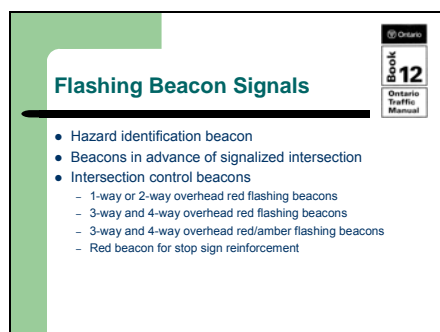 Ontario
Book
12
Ontario
Traffic
Manual
Flashing Beacon Signals
• Hazard identification beacon
• Beacons in advance of signalized intersection
• Intersection control beacons
– 1-way or 2-way overhead red flashing beacons
– 3-way and 4-way overhead red flashing beacons
– 3-way and 4-way overhead red/amber flashing beacons
– Red beacon for stop sign reinforcement